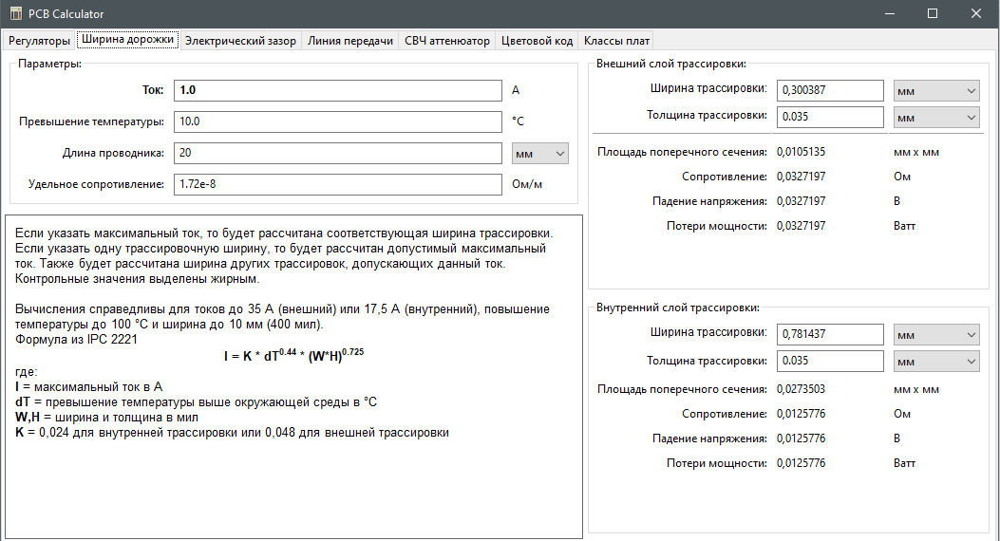 PCB Calculator
Регуляторы Ширина дорожки Электрический зазор Линия передачи СВЧ аттенюатор Цветовой код Классы плат
Параметры:
Ток: 1.0 А
Превышение температуры: 10.0 °C
Длина проводника: 20 мм
Удельное сопротивление: 1.72e-8 Ом/м
Если указать максимальный ток, то будет рассчитана соответствующая ширина трассировки.
Если указать одну трассировочную ширину, то будет рассчитан допустимый максимальный
ток. Также будет рассчитана ширина других трассировок, допускающих данный ток.
Контрольные значения выделены жирным.
Вычисления справедливы для токов до 35 А (внешний) или 17,5 А (внутренний), повышение
температуры до 100 °C и ширина до 10 мм (400 мил).
Формула из IPC 2221
I = K * dT^0.44 * (W*H)^0.725
где:
I = максимальный ток в А
dT = превышение температуры выше окружающей среды в °C
W,H = ширина и толщина в мил
K = 0,024 для внутренней трассировки или 0,048 для внешней трассировки
Внешний слой трассировки:
Ширина трассировки: 0,300387 мм
Толщина трассировки: 0.035 мм
Площадь поперечного сечения: 0,0105135 мм x мм
Сопротивление: 0,0327197 Ом
Падение напряжения: 0,0327197 В
Потери мощности: 0,0327197 Ватт
Внутренний слой трассировки:
Ширина трассировки: 0,781437 мм
Толщина трассировки: 0.035 мм
Площадь поперечного сечения: 0,0273503 мм x мм
Сопротивление: 0,0125776 Ом
Падение напряжения: 0,0125776 В
Потери мощности: 0,0125776 Ватт